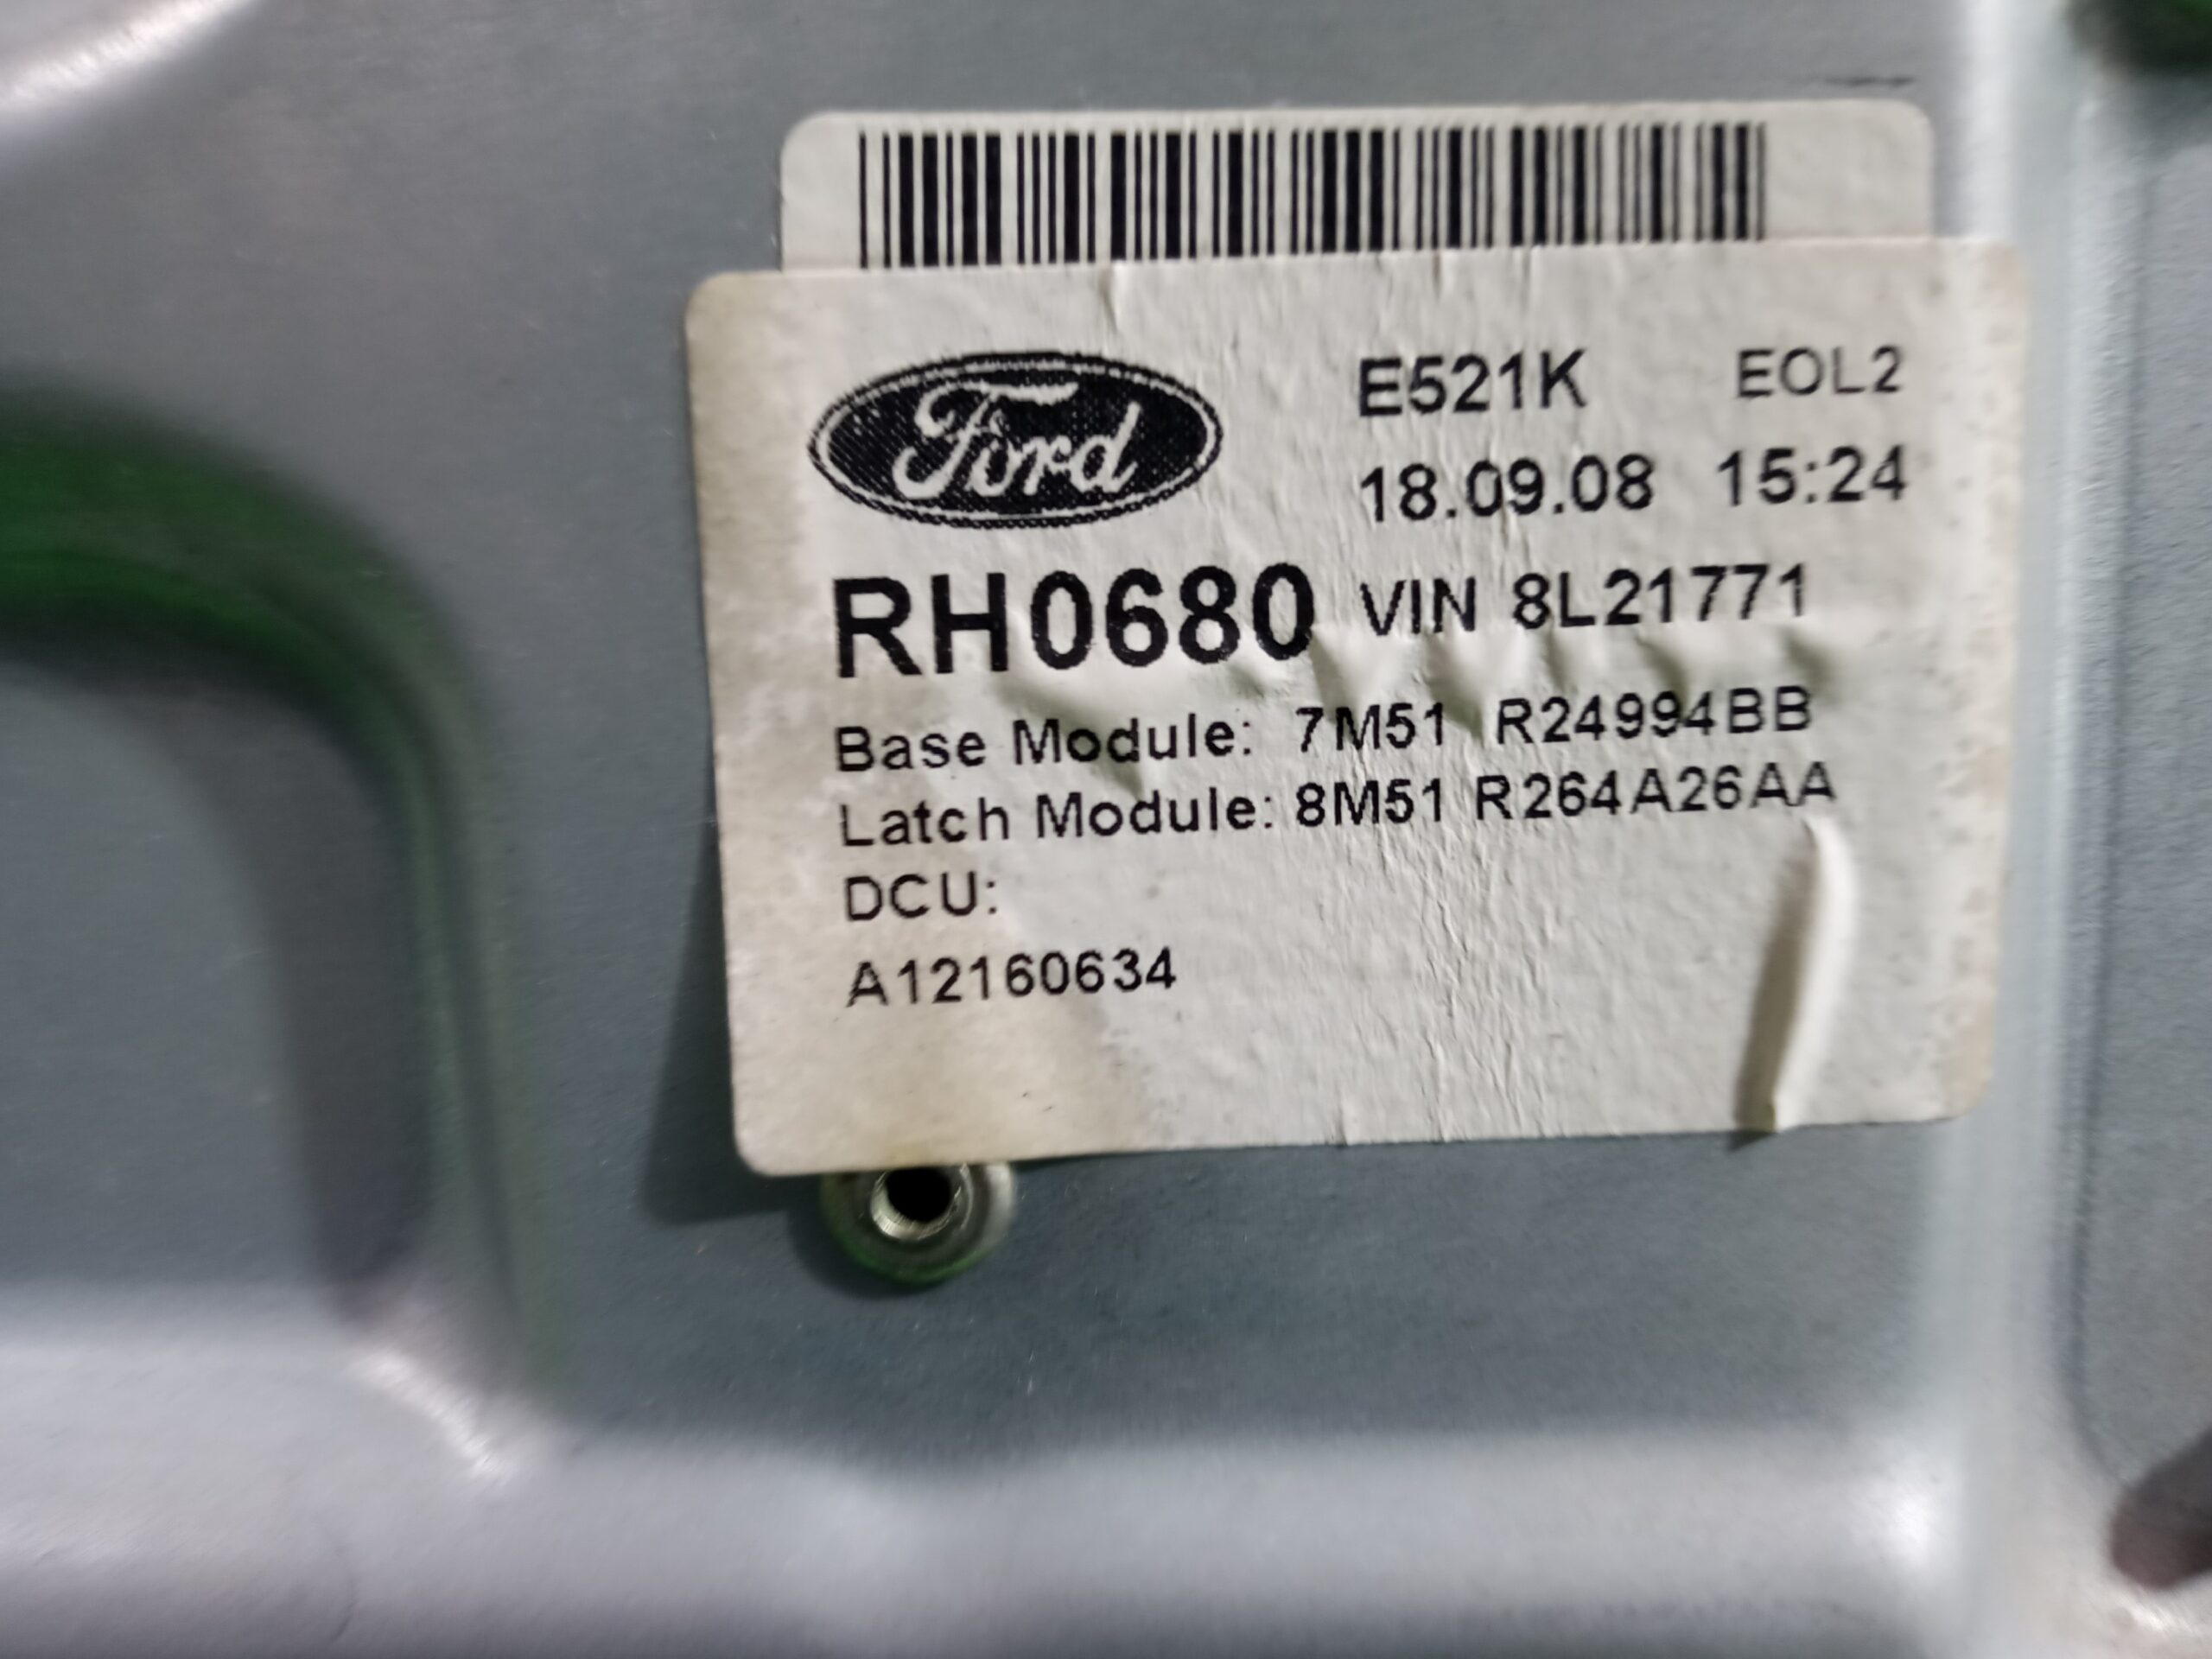 Ford
E521K EOL2
18.09.08 15:24
RH0680 VIN 8L21771
Base Module: 7M51 R24994BB
Latch Module: 8M51 R264A26AA
DCU:
A12160634